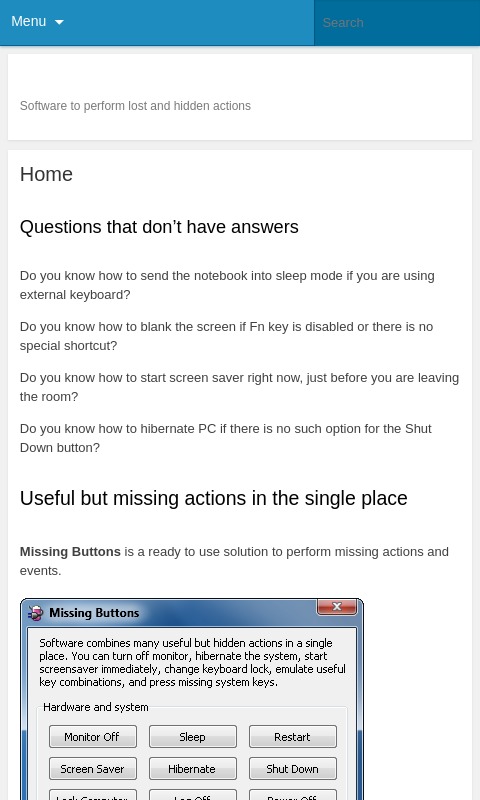 Menu
Search
Software to perform lost and hidden actions
Home
Questions that don’t have answers
Do you know how to send the notebook into sleep mode if you are using
external keyboard?
Do you know how to blank the screen if Fn key is disabled or there is no
special shortcut?
Do you know how to start screen saver right now, just before you are leaving
the room?
Do you know how to hibernate PC if there is no such option for the Shut
Down button?
Useful but missing actions in the single place
Missing Buttons is a ready to use solution to perform missing actions and
events.
Missing Buttons
Software combines many useful but hidden actions in a single
place. You can turn off monitor, hibernate the system, start
screensaver immediately, change keyboard lock, emulate useful
key combinations, and press missing system keys.
Hardware and system
Monitor Off Sleep Restart
Screen Saver Hibernate Shut Down
Lock Computer Log Off Power Off